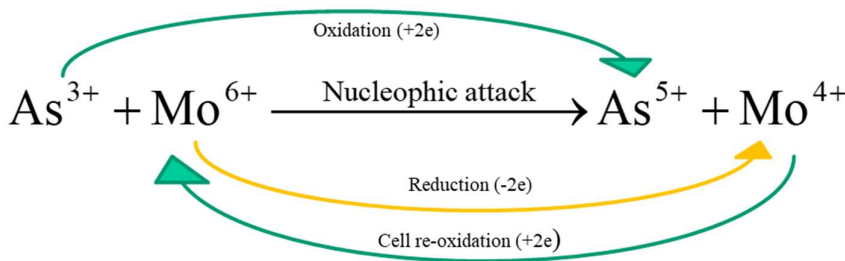 Oxidation (+2e)
As3+ + Mo6+ Nucleophic attack As5+ + Mo4+
Reduction (-2e)
Cell re-oxidation (+2e)